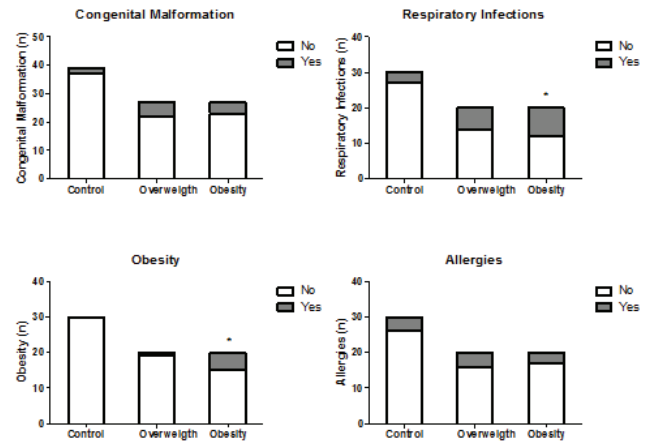 Congenital Malformation
Congenital Malformation (n)
50
40
30
20
10
0
Control
Overweigth
Obesity
No
Yes
Respiratory Infections
Respiratory Infections (n)
40
30
20
10
0
*
Control
Overweigth
Obesity
No
Yes
Obesity
Obesity (n)
40
30
20
10
0
*
Control
Overweigth
Obesity
No
Yes
Allergies
Allergies (n)
40
30
20
10
0
Control
Overweigth
Obesity
No
Yes